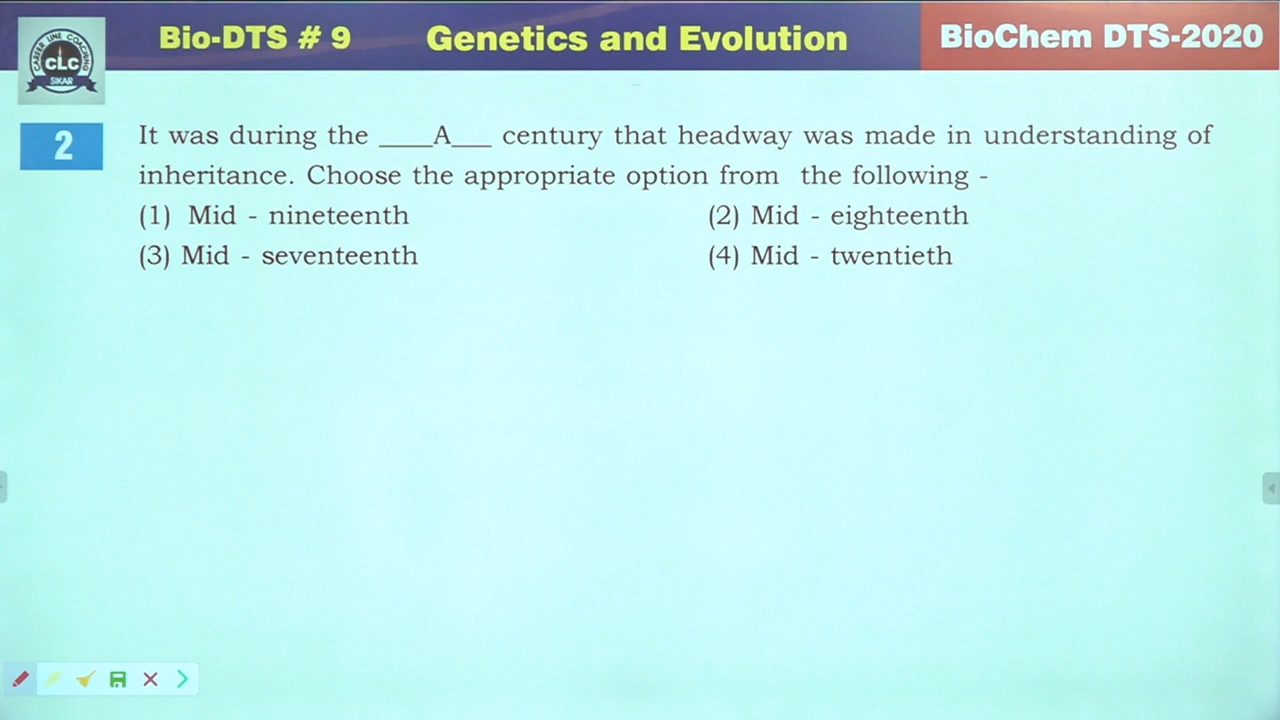 Bio-DTS # 9 Genetics and Evolution BioChem DTS-2020
CAREER LINE COACHING
CLC
SIKAR
2
It was during the ____A___ century that headway was made in understanding of
inheritance. Choose the appropriate option from the following -
(1) Mid - nineteenth (2) Mid - eighteenth
(3) Mid - seventeenth (4) Mid - twentieth